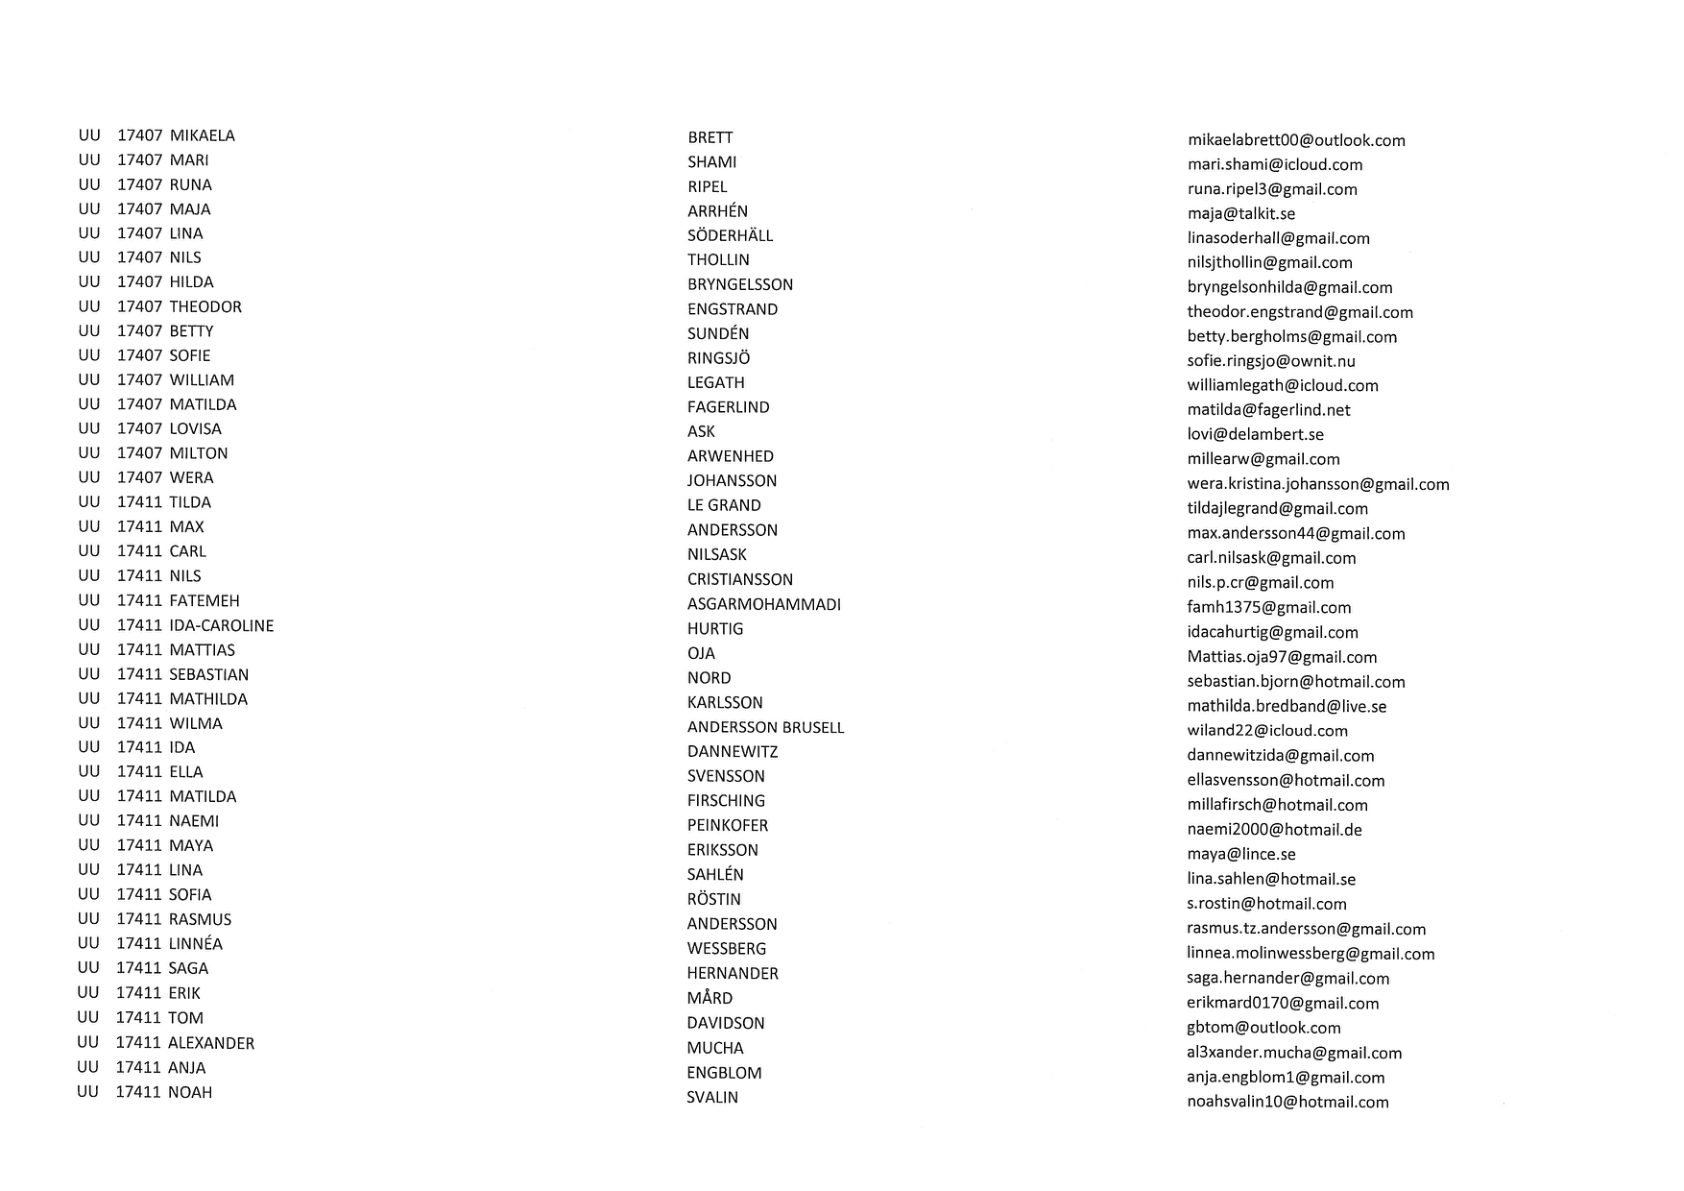 UU 17407 MIKAELA BRETT mikaelabrett00@outlook.com
UU 17407 MARI SHAMI mari.shami@icloud.com
UU 17407 RUNA RIPEL runa.ripel3@gmail.com
UU 17407 MAJA ARRHÉN maja@talkit.se
UU 17407 LINA SÖDERHÄLL linasoderhall@gmail.com
UU 17407 NILS THOLLIN nilsjthollin@gmail.com
UU 17407 HILDA BRYNGELSSON bryngelsonhilda@gmail.com
UU 17407 THEODOR ENGSTRAND theodor.engstrand@gmail.com
UU 17407 BETTY SUNDÉN betty.bergholms@gmail.com
UU 17407 SOFIE RINGSJÖ sofie.ringsjo@ownit.nu
UU 17407 WILLIAM LEGATH williamlegath@icloud.com
UU 17407 MATILDA FAGERLIND matilda@fagerlind.net
UU 17407 LOVISA ASK lovi@delambert.se
UU 17407 MILTON ARWENHED millearw@gmail.com
UU 17407 WERA JOHANSSON wera.kristina.johansson@gmail.com
UU 17411 TILDA LE GRAND tildajlegrand@gmail.com
UU 17411 MAX ANDERSSON max.andersson44@gmail.com
UU 17411 CARL NILSASK carl.nilsask@gmail.com
UU 17411 NILS CRISTIANSSON nils.p.cr@gmail.com
UU 17411 FATEMEH ASGARMOHAMMADI famh1375@gmail.com
UU 17411 IDA-CAROLINE HURTIG idacahurtig@gmail.com
UU 17411 MATTIAS OJA Mattias.oja97@gmail.com
UU 17411 SEBASTIAN NORD sebastian.bjorn@hotmail.com
UU 17411 MATHILDA KARLSSON mathilda.bredband@live.se
UU 17411 WILMA ANDERSSON BRUSELL wiland22@icloud.com
UU 17411 IDA DANNEWITZ dannewitzida@gmail.com
UU 17411 ELLA SVENSSON ellasvensson@hotmail.com
UU 17411 MATILDA FIRSCHING millafirsch@hotmail.com
UU 17411 NAEMI PEINKOFER naemi2000@hotmail.de
UU 17411 MAYA ERIKSSON maya@lince.se
UU 17411 LINA SAHLÉN lina.sahlen@hotmail.se
UU 17411 SOFIA RÖSTIN s.rostin@hotmail.com
UU 17411 RASMUS ANDERSSON rasmus.tz.andersson@gmail.com
UU 17411 LINNÉA WESSBERG linnea.molinwessberg@gmail.com
UU 17411 SAGA HERNANDER saga.hernander@gmail.com
UU 17411 ERIK MÅRD erikmard0170@gmail.com
UU 17411 TOM DAVIDSON gbtom@outlook.com
UU 17411 ALEXANDER MUCHA al3xander.mucha@gmail.com
UU 17411 ANJA ENGBLOM anja.engblom1@gmail.com
UU 17411 NOAH SVALIN noahsvalin10@hotmail.com